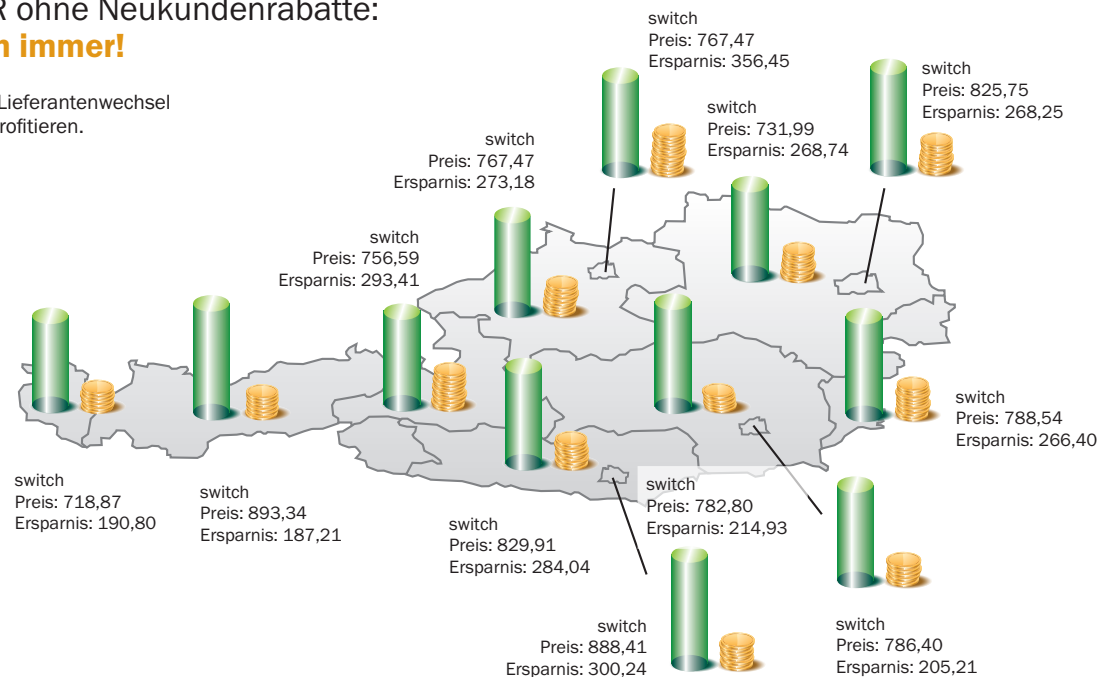 R ohne Neukundenrabatte:
n immer!
Lieferantenwechsel
rofitieren.
switch
Preis: 767,47
Ersparnis: 356,45
switch
Preis: 825,75
Ersparnis: 268,25
switch
Preis: 731,99
Ersparnis: 268,74
switch
Preis: 767,47
Ersparnis: 273,18
switch
Preis: 756,59
Ersparnis: 293,41
switch
Preis: 788,54
Ersparnis: 266,40
switch
Preis: 718,87
Ersparnis: 190,80
switch
Preis: 893,34
Ersparnis: 187,21
switch
Preis: 829,91
Ersparnis: 284,04
switch
Preis: 782,80
Ersparnis: 214,93
switch
Preis: 888,41
Ersparnis: 300,24
switch
Preis: 786,40
Ersparnis: 205,21